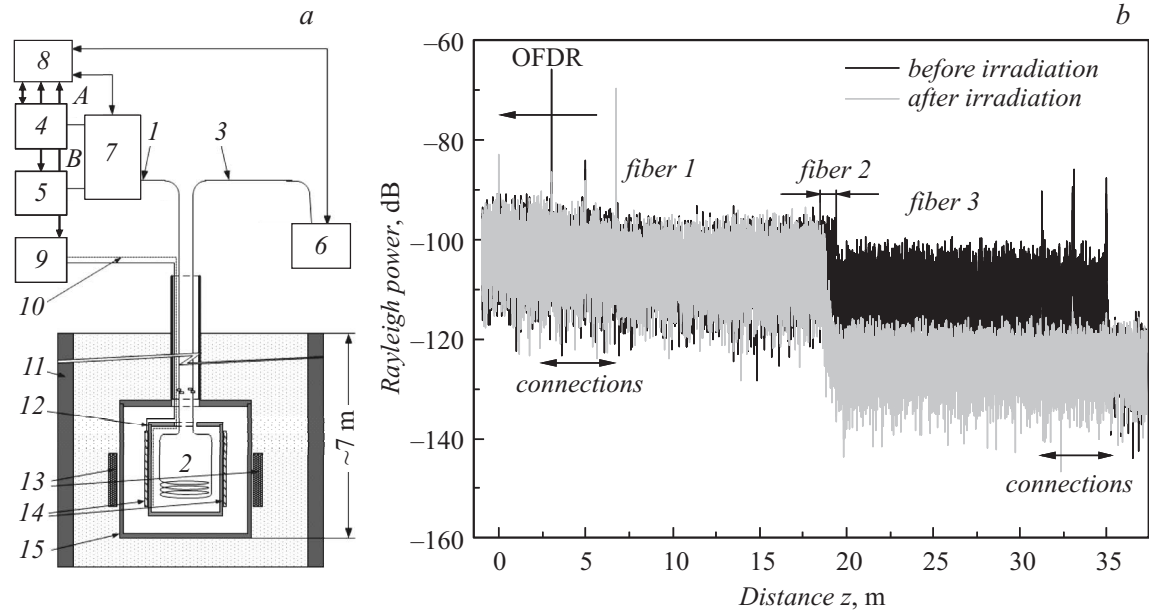 a
8
A
4
7
1
3
B
5
6
9
10
11
12
~7 m
2
13
14
15
b
−60
OFDR
before irradiation
after irradiation
−80
fiber 1
fiber 2
fiber 3
Rayleigh power, dB
−100
−120
connections
−140
connections
−160
0 5 10 15 20 25 30 35
Distance z, m